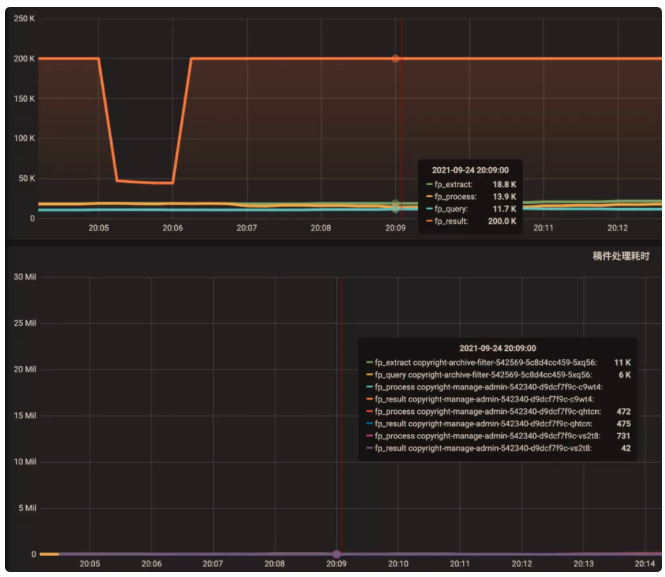 250 K
200 K
150 K
100 K
50 K
0
20:05 20:06 20:07 20:08 20:09 20:11 20:12
2021-09-24 20:09:00
fp_extract: 18.8 K
fp_process: 13.9 K
fp_query: 11.7 K
fp_result: 200.0 K
稿件处理耗时
30 Mil
25 Mil
20 Mil
15 Mil
10 Mil
5 Mil
0
20:05 20:06 20:07 20:08 20:09 20:10 20:11 20:12 20:13 20:14
2021-09-24 20:09:00
fp_extract copyright-archive-filter-542569-5c8d4cc459-5xq56: 11 K
fp_query copyright-archive-filter-542569-5c8d4cc459-5xq56: 6 K
fp_process copyright-manage-admin-542340-d9dcf7f9c-c9wt4:
fp_result copyright-manage-admin-542340-d9dcf7f9c-c9wt4:
fp_process copyright-manage-admin-542340-d9dcf7f9c-qhtcn: 472
fp_result copyright-manage-admin-542340-d9dcf7f9c-qhtcn: 475
fp_process copyright-manage-admin-542340-d9dcf7f9c-vs2t8: 731
fp_result copyright-manage-admin-542340-d9dcf7f9c-vs2t8: 42